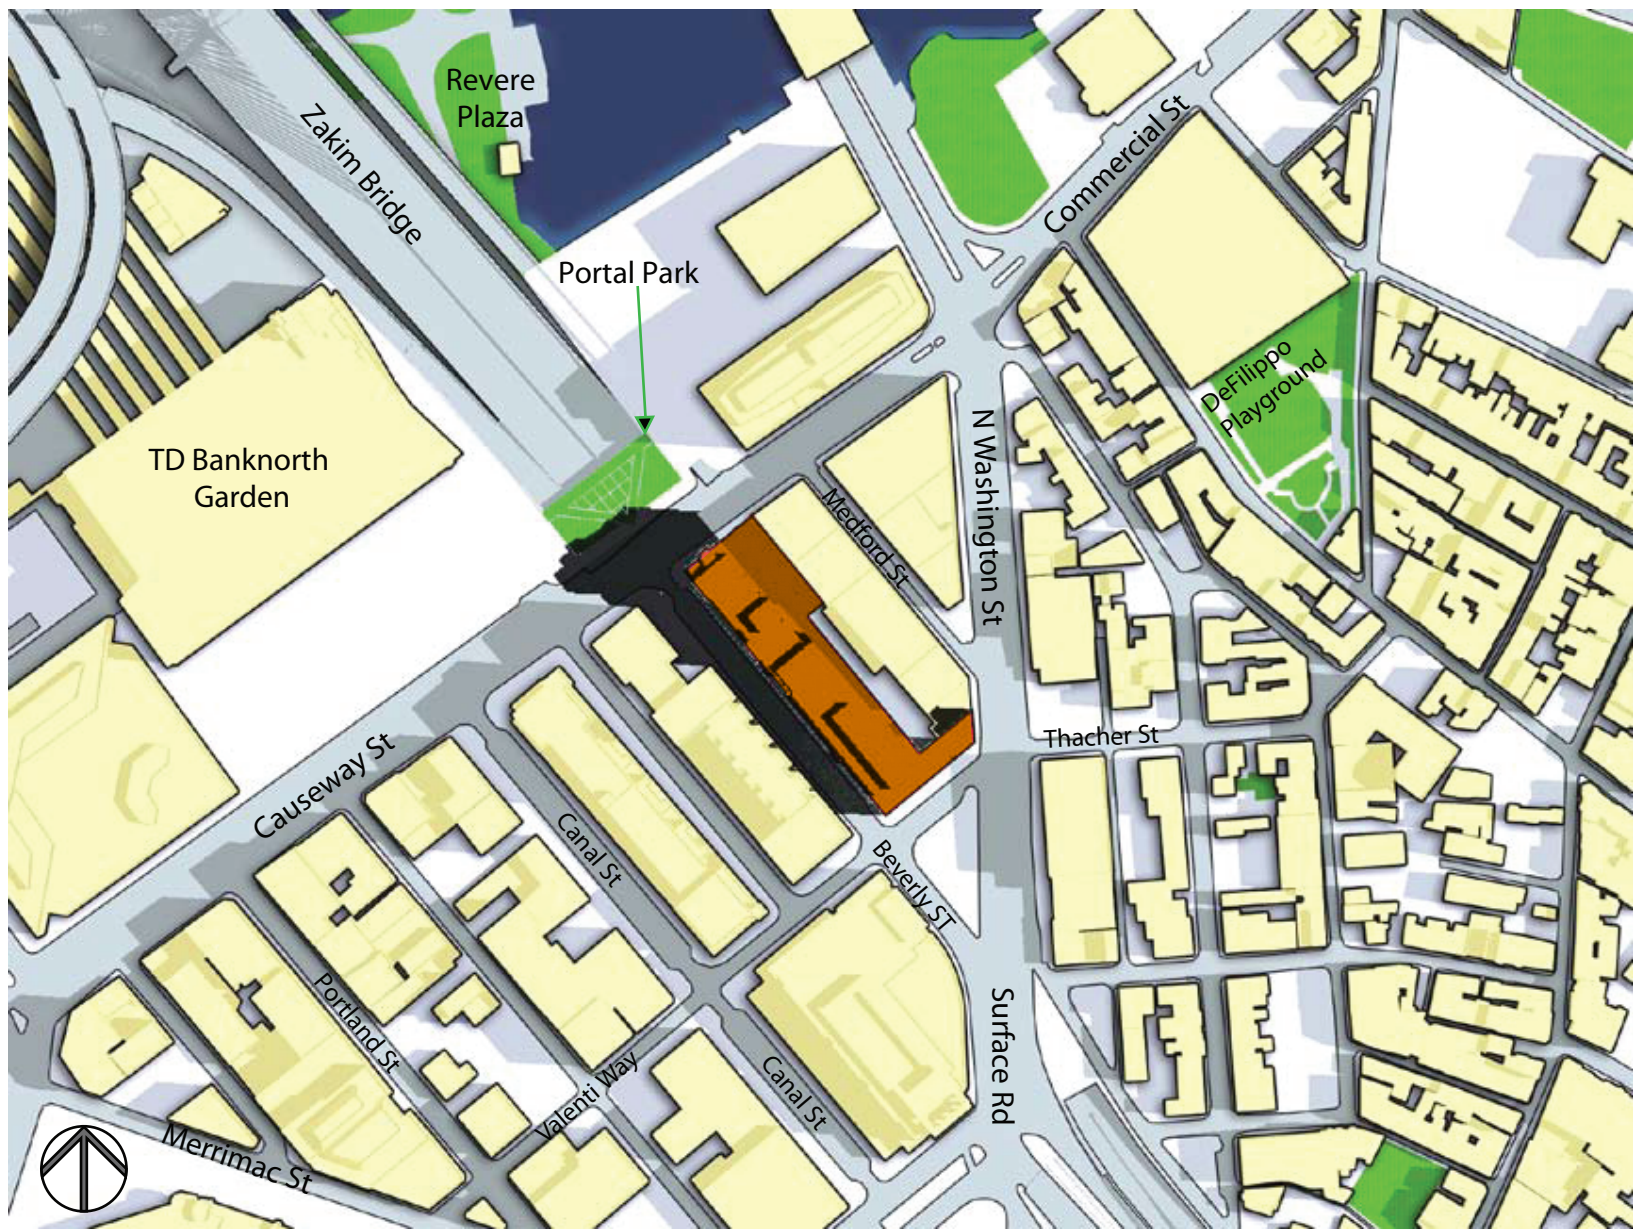 Revere
Plaza
Zakim Bridge
Commercial St
Portal Park
DeFilippo
Playground
N Washington St
TD Banknorth
Garden
Medford St
Thacher St
Causeway St
Canal St
Beverly ST
Portland St
Surface Rd
Valenti Way
Canal St
Merrimac St